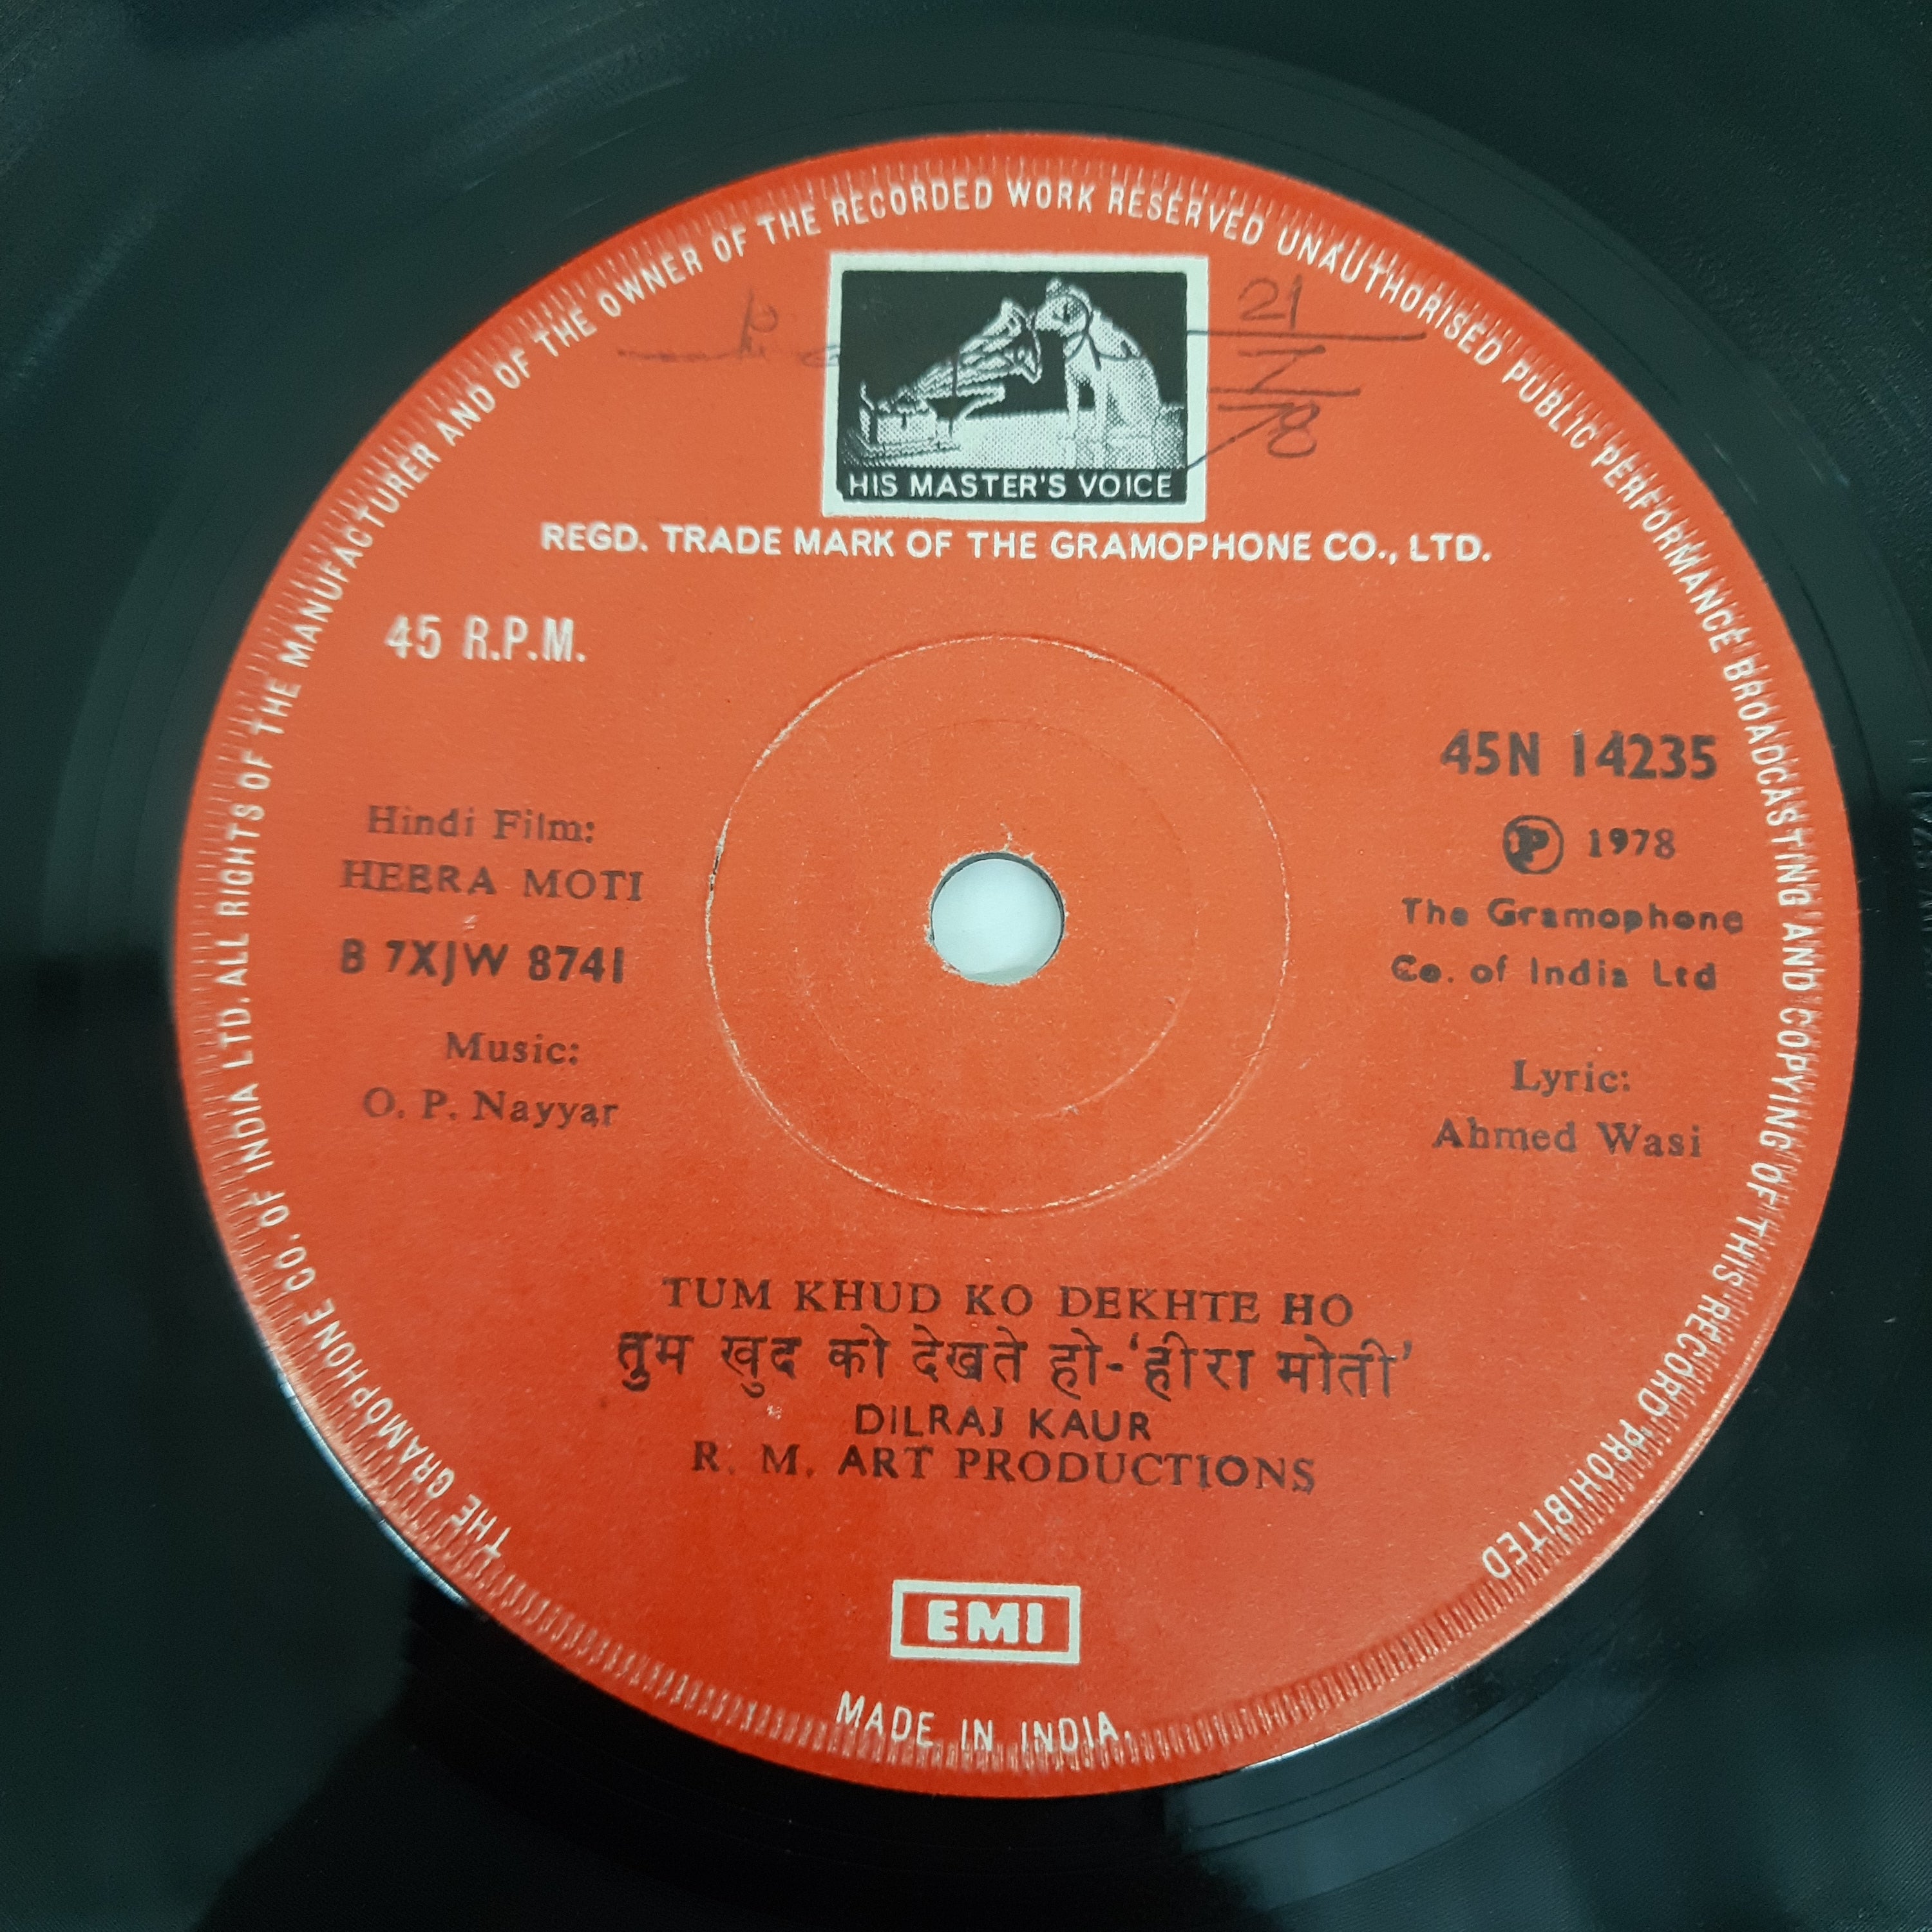 THE GRAMOPHONE CO. OF INDIA LTD. ALL RIGHTS OF THE MANUFACTURER AND OF THE OWNER OF THE RECORDED WORK RESERVED UNAUTHORISED PUBLIC PERFORMANCE BROADCASTING AND COPYING OF THIS RECORD PROHIBITED
21
7
78
HIS MASTER'S VOICE
REGD. TRADE MARK OF THE GRAMOPHONE CO., LTD.
45 R.P.M.
45N 14235
Ⓟ 1978
The Gramophone
Co. of India Ltd
Hindi Film:
HEERA MOTI
B 7XJW 8741
Music:
O. P. Nayyar
Lyric:
Ahmed Wasi
TUM KHUD KO DEKHTE HO
तुम खुद को देखते हो-‘हीरा मोती’
DILRAJ KAUR
R. M. ART PRODUCTIONS
EMI
MADE IN INDIA.